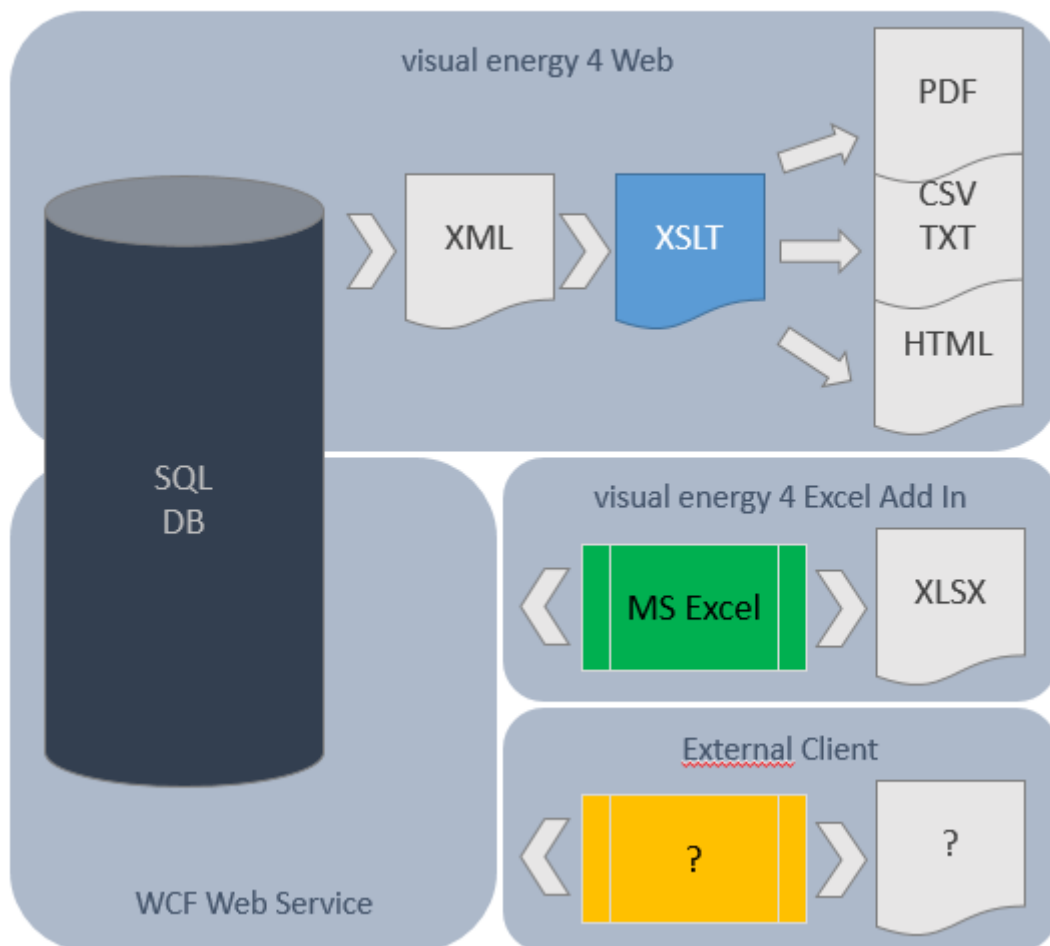 visual energy 4 Web
PDF
CSV
TXT
HTML
XML
XSLT
SQL
DB
visual energy 4 Excel Add In
MS Excel
XLSX
External Client
?
?
WCF Web Service